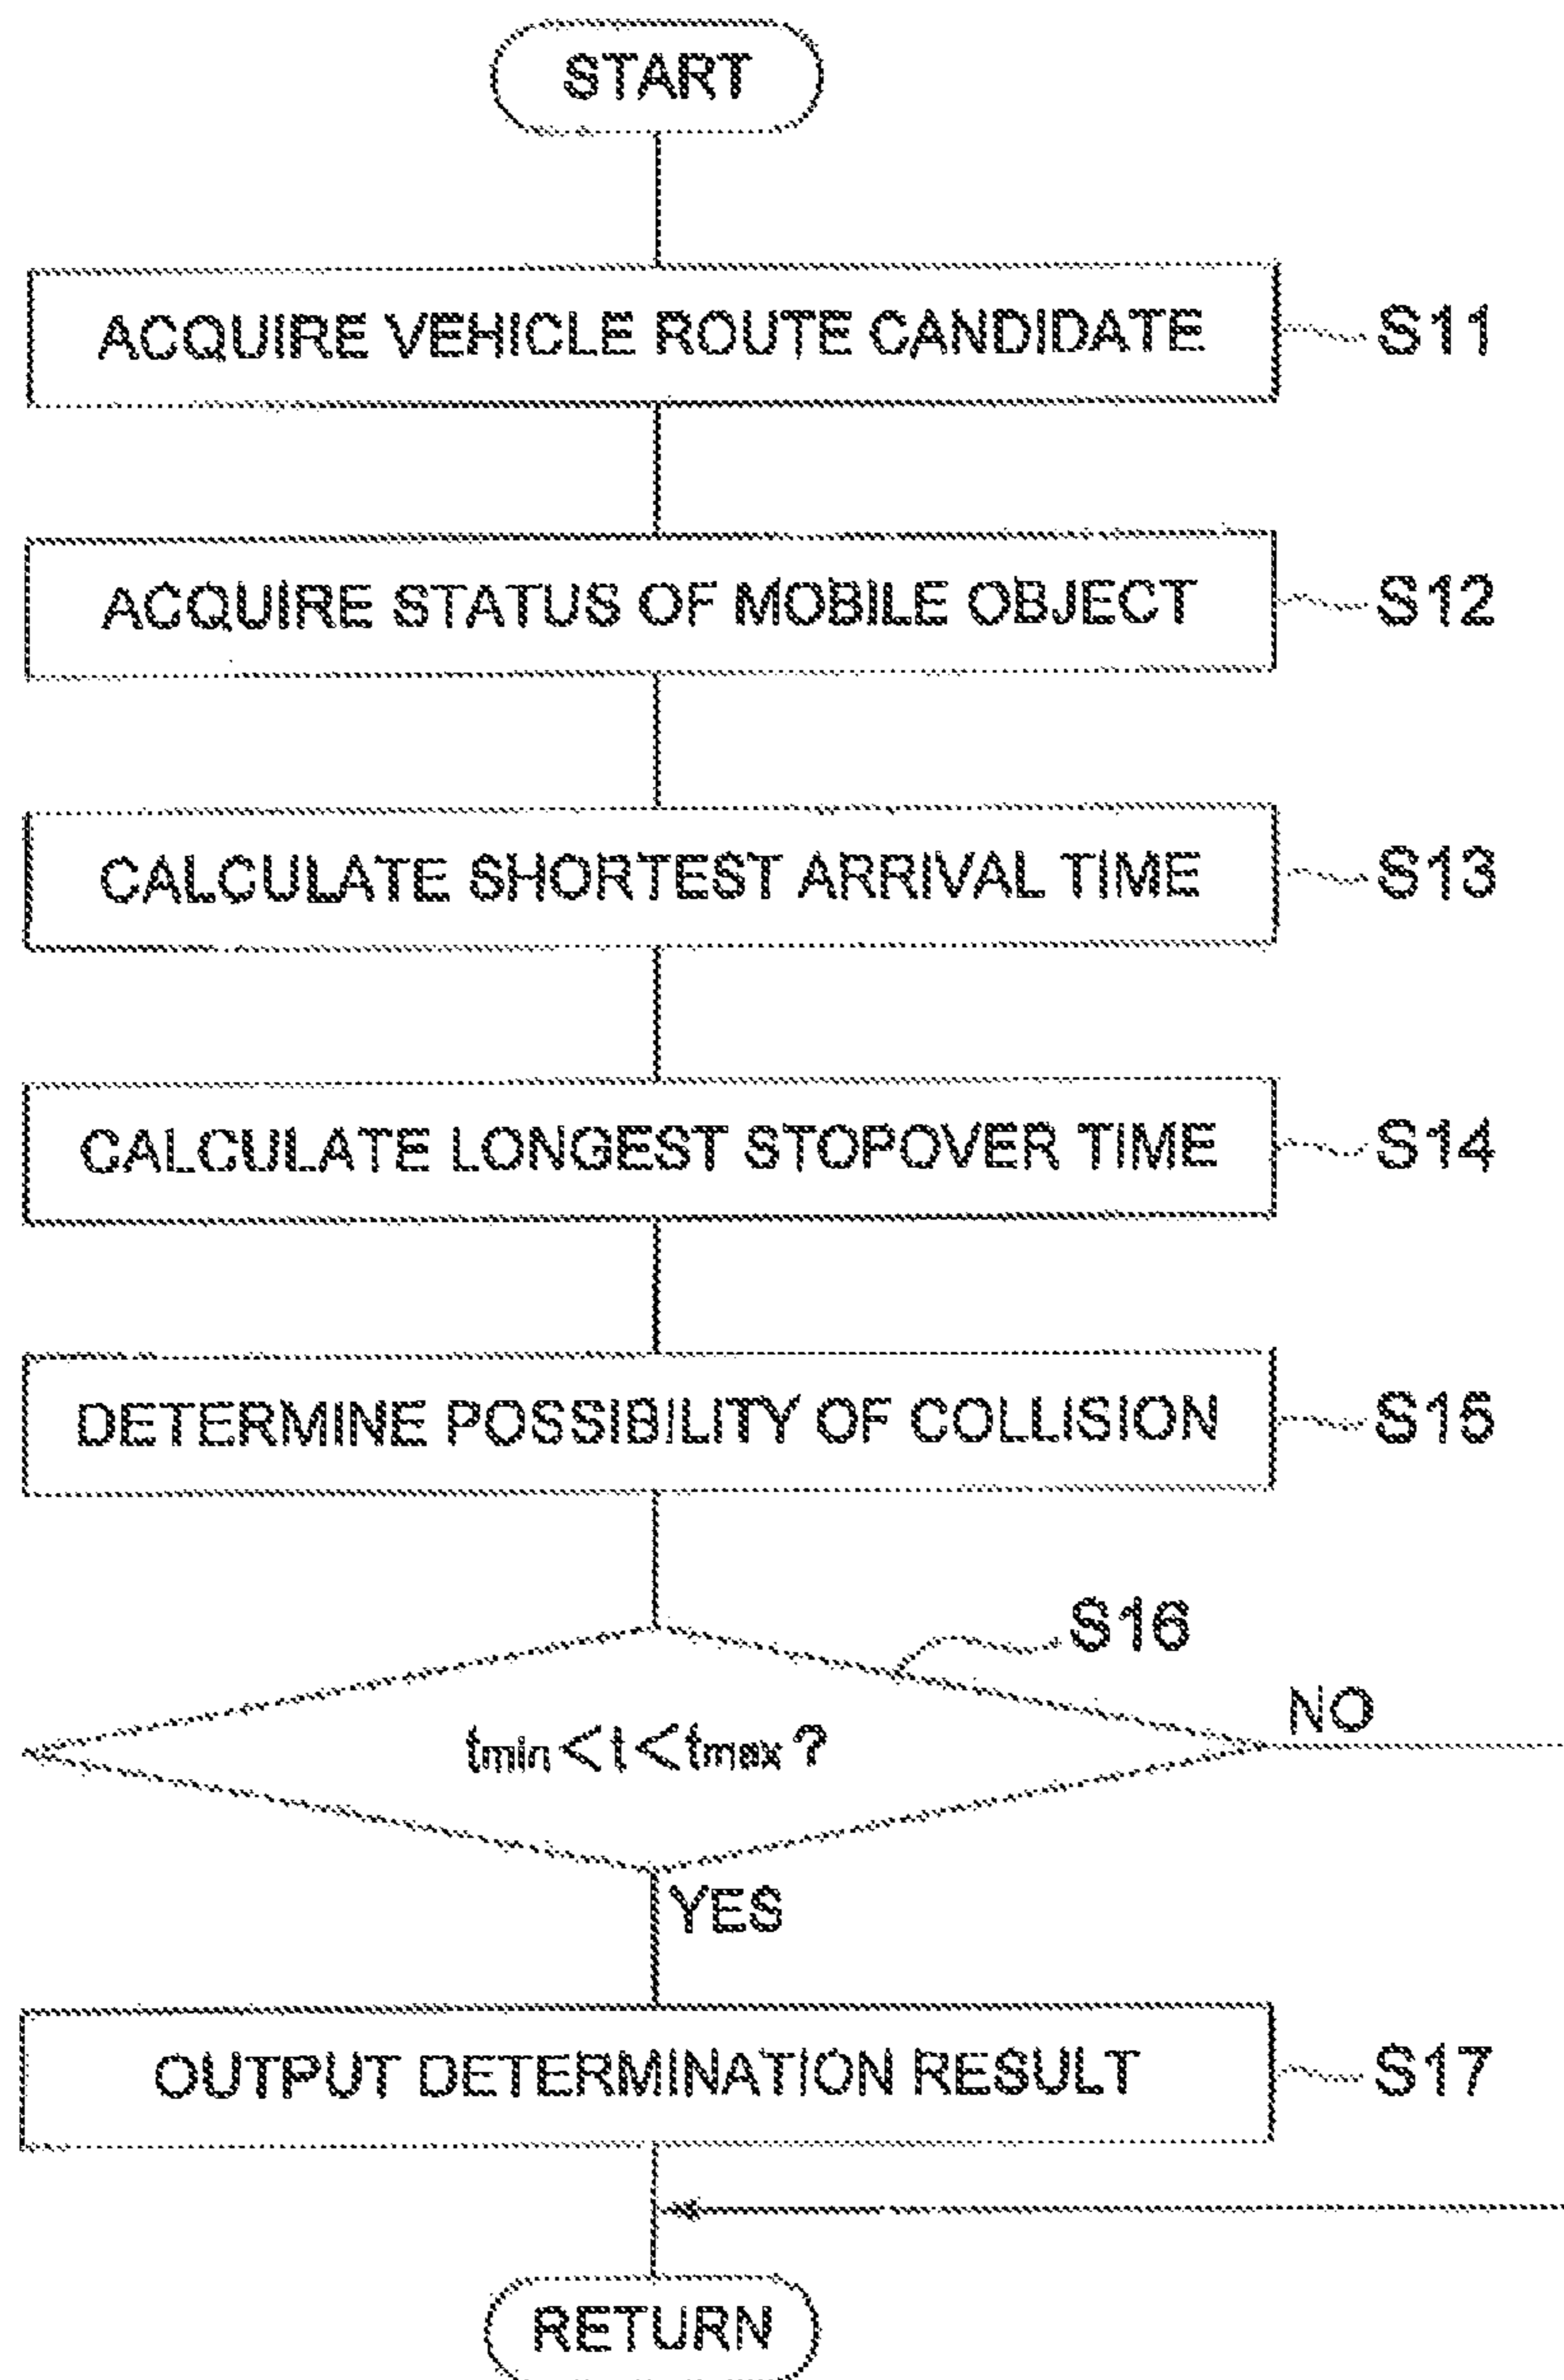 START
ACQUIRE VEHICLE ROUTE CANDIDATE
S11
ACQUIRE STATUS OF MOBILE OBJECT
S12
CALCULATE SHORTEST ARRIVAL TIME
S13
CALCULATE LONGEST STOPOVER TIME
S14
DETERMINE POSSIBILITY OF COLLISION
S15
S16
tmin<t<tmax?
NO
YES
OUTPUT DETERMINATION RESULT
S17
RETURN